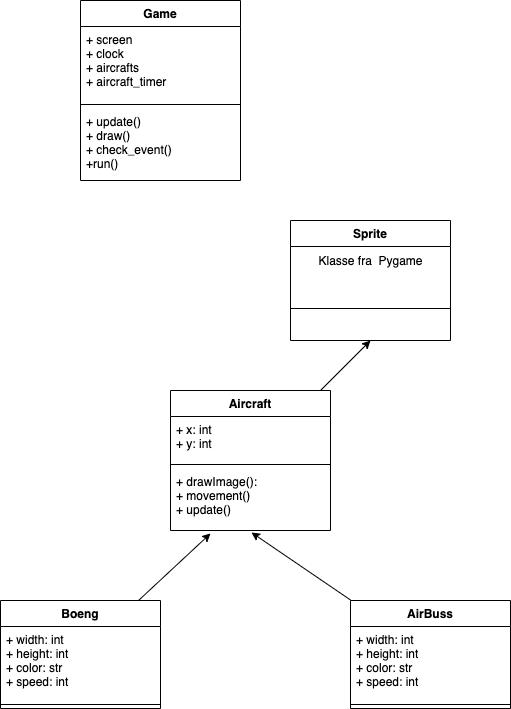 Game
+ screen
+ clock
+ aircrafts
+ aircraft_timer
+ update()
+ draw()
+ check_event()
+run()
Sprite
Klasse fra  Pygame
Aircraft
+ x: int
+ y: int
+ drawImage():
+ movement()
+ update()
Boeng
+ width: int
+ height: int
+ color: str
+ speed: int
AirBuss
+ width: int
+ height: int
+ color: str
+ speed: int